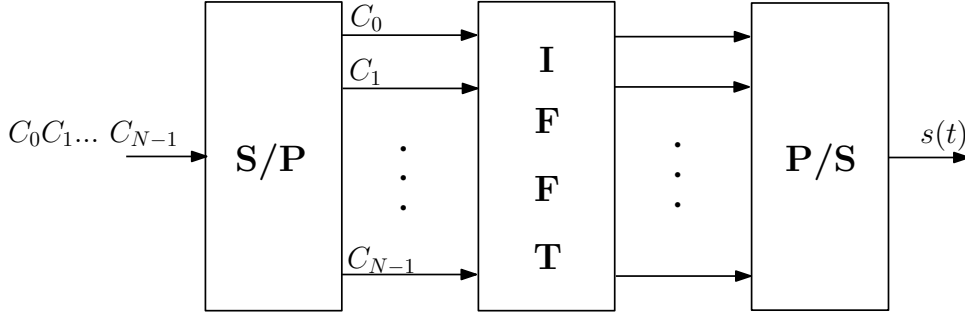 C_0
C_1
C_0C_1... C_{N-1}
S/P
C_{N-1}
I
F
F
T
P/S
s(t)